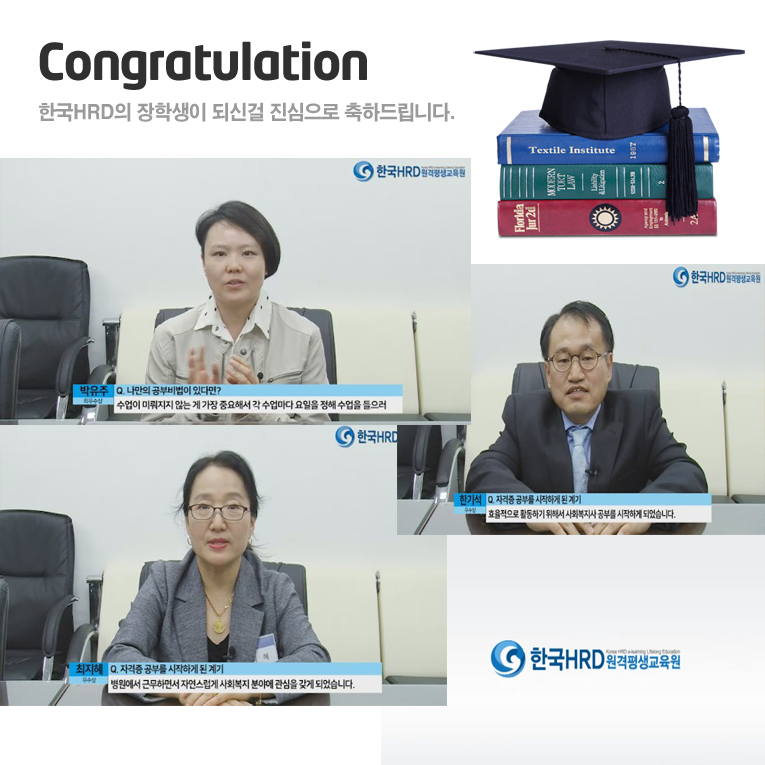 Congratulation
한국HRD의 장학생이 되신걸 진심으로 축하드립니다.
Textile Institute 1987
MODERN TORT LAW
Liability & Litigation
2
Florida Jur 2d
한국HRD 원격평생교육원
박유주
최우수상
Q. 나만의 공부비법이 있다면?
수업이 미뤄지지 않는 게 가장 중요해서 각 수업마다 요일을 정해 수업을 들으러
한국HRD 원격평생교육원
한기석
우수상
Q. 자격증 공부를 시작하게 된 계기
효율적으로 활동하기 위해서 사회복지사 공부를 시작하게 되었습니다.
한국HRD
최지혜
우수상
Q. 자격증 공부를 시작하게 된 계기
병원에서 근무하면서 자연스럽게 사회복지 분야에 관심을 갖게 되었습니다.
Korea HRD e-learning Lifelong Education
한국HRD 원격평생교육원